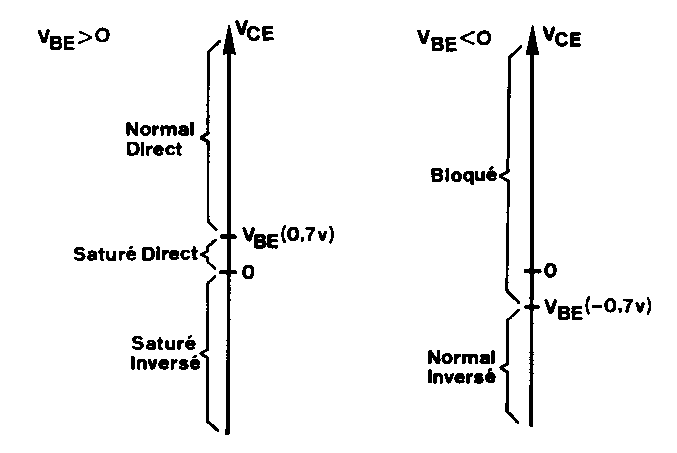 VBE>0
VCE
Normal
Direct
VBE(0,7v)
Saturé Direct
0
Saturé
Inversé
VBE<0
VCE
Bloqué
0
VBE(-0,7v)
Normal
Inversé